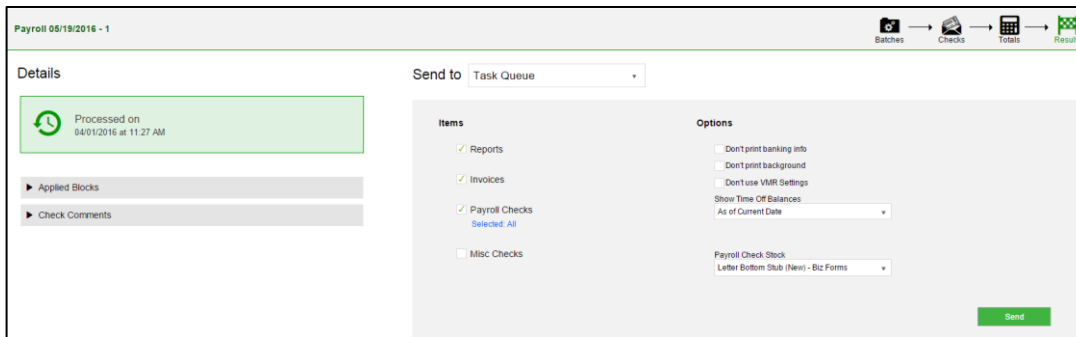 Payroll 05/19/2016 - 1
Batches
Checks
Totals
Result
Details
Processed on
04/01/2016 at 11:27 AM
Applied Blocks
Check Comments
Send to
Task Queue
Items
Reports
Invoices
Payroll Checks
Selected: All
Misc Checks
Options
Don't print banking info
Don't print background
Don't use VMR Settings
Show Time Off Balances
As of Current Date
Payroll Check Stock
Letter Bottom Stub (New) - Biz Forms
Send